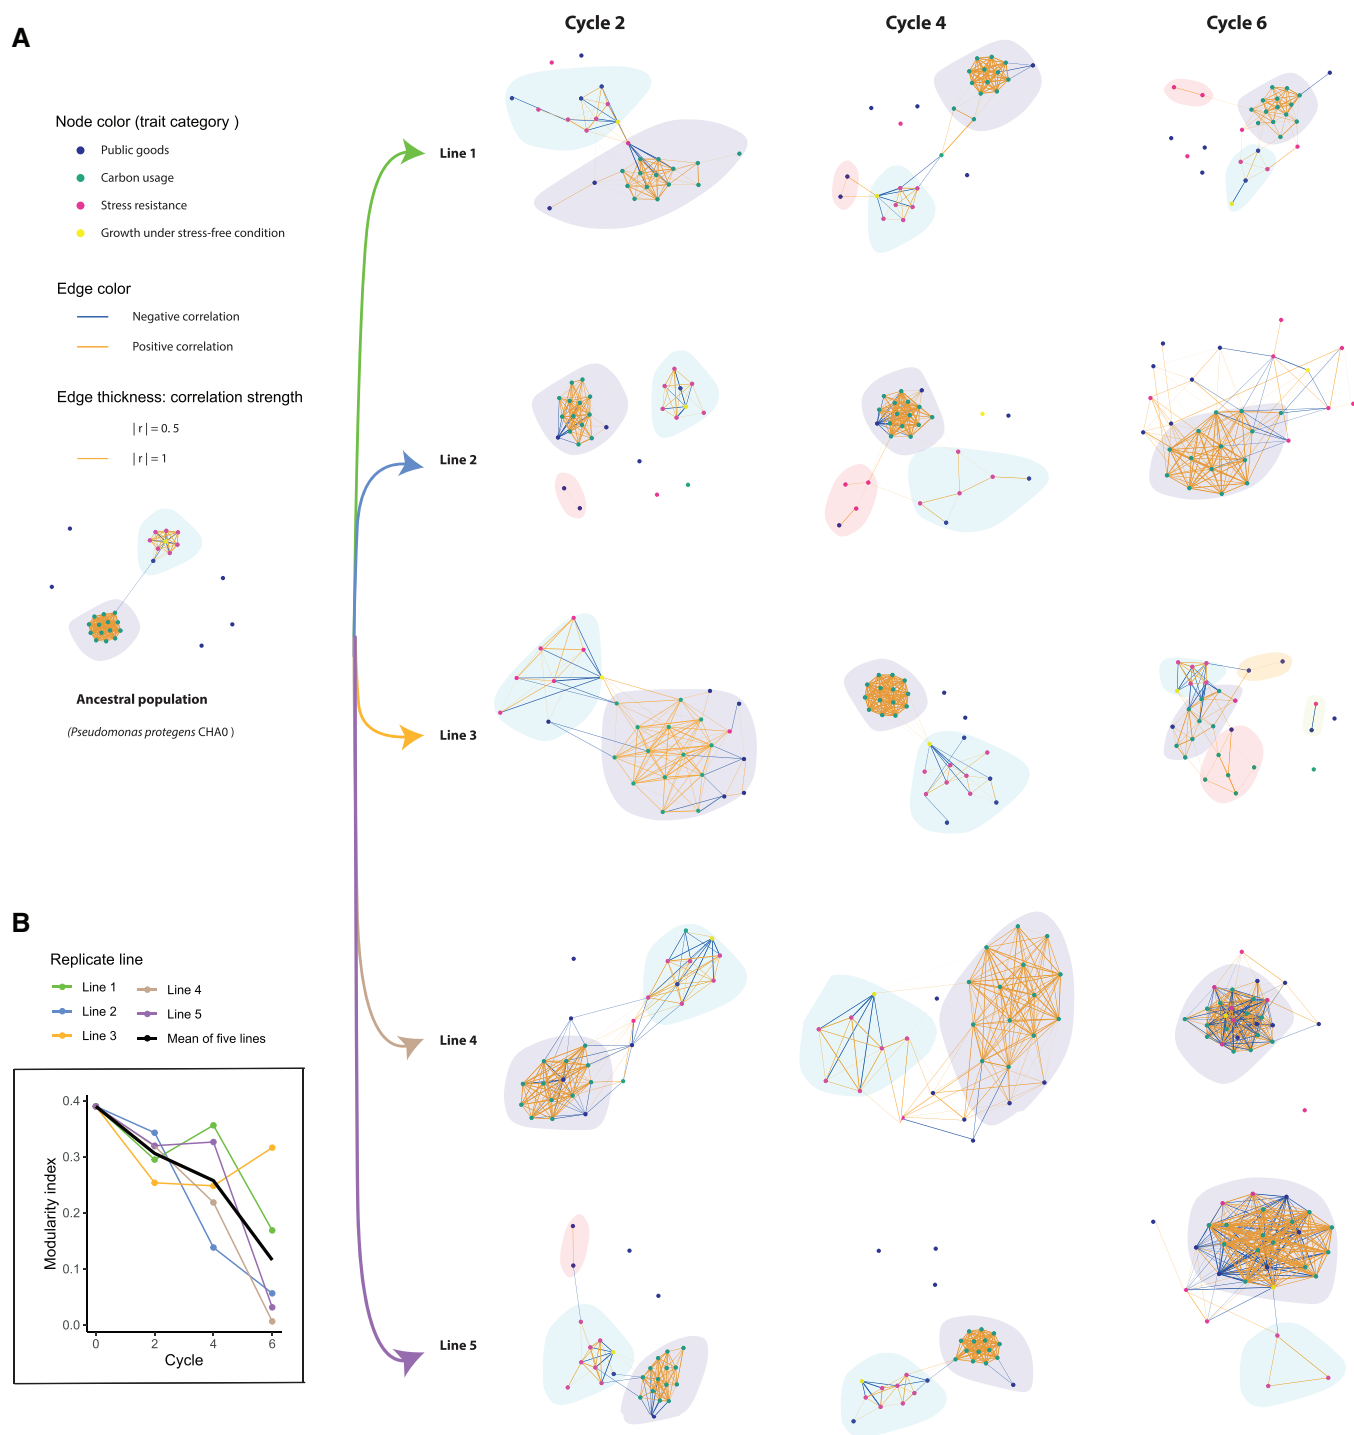 A
Cycle 2
Cycle 4
Cycle 6
Node color (trait category )
Public goods
Carbon usage
Stress resistance
Growth under stress-free condition
Edge color
Negative correlation
Positive correlation
Edge thickness: correlation strength
| r | = 0. 5
| r | = 1
Ancestral population
(Pseudomonas protegens CHA0 )
Line 1
Line 2
Line 3
Line 4
Line 5
B
Replicate line
Line 1
Line 2
Line 3
Line 4
Line 5
Mean of five lines
Modularity index
0.4
0.3
0.2
0.1
0.0
0
2
4
6
Cycle